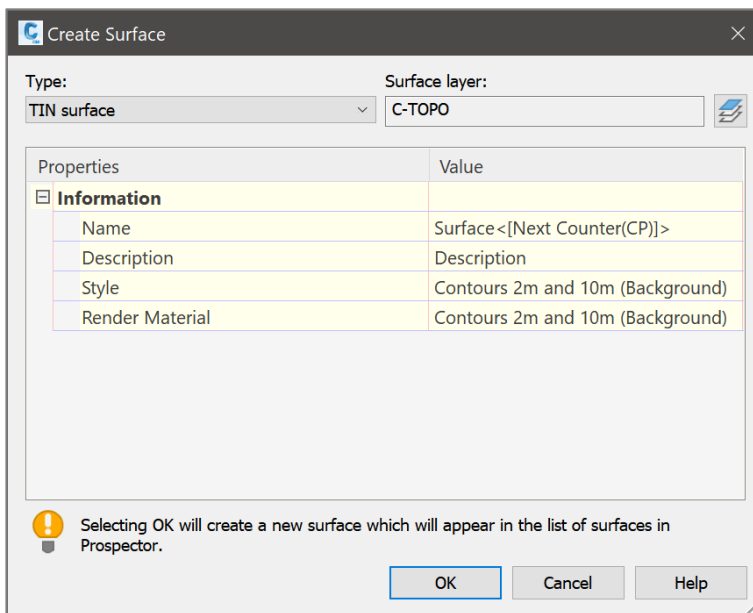 Create Surface
Type:
Surface layer:
TIN surface
C-TOPO
Properties
Value
Information
Name
Surface<[Next Counter(CP)]>
Description
Description
Style
Contours 2m and 10m (Background)
Render Material
Contours 2m and 10m (Background)
Selecting OK will create a new surface which will appear in the list of surfaces in
Prospector.
OK
Cancel
Help